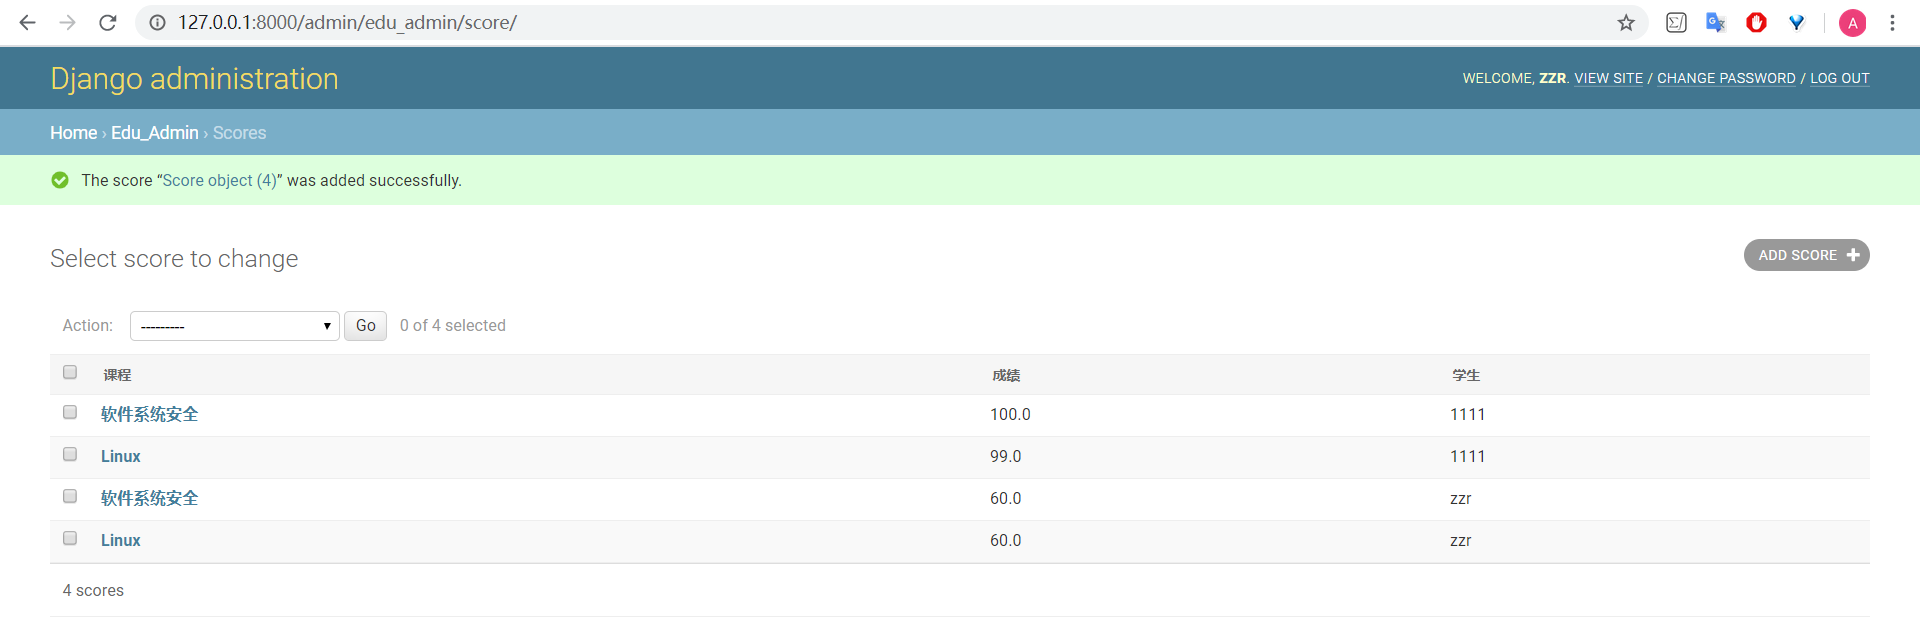 127.0.0.1:8000/admin/edu_admin/score/
A
Django administration
WELCOME, ZZR. VIEW SITE / CHANGE PASSWORD / LOG OUT
Home › Edu_Admin › Scores
The score “Score object (4)” was added successfully.
Select score to change
ADD SCORE
Action: --------- Go 0 of 4 selected
课程 成绩 学生
软件系统安全 100.0 1111
Linux 99.0 1111
软件系统安全 60.0 zzr
Linux 60.0 zzr
4 scores